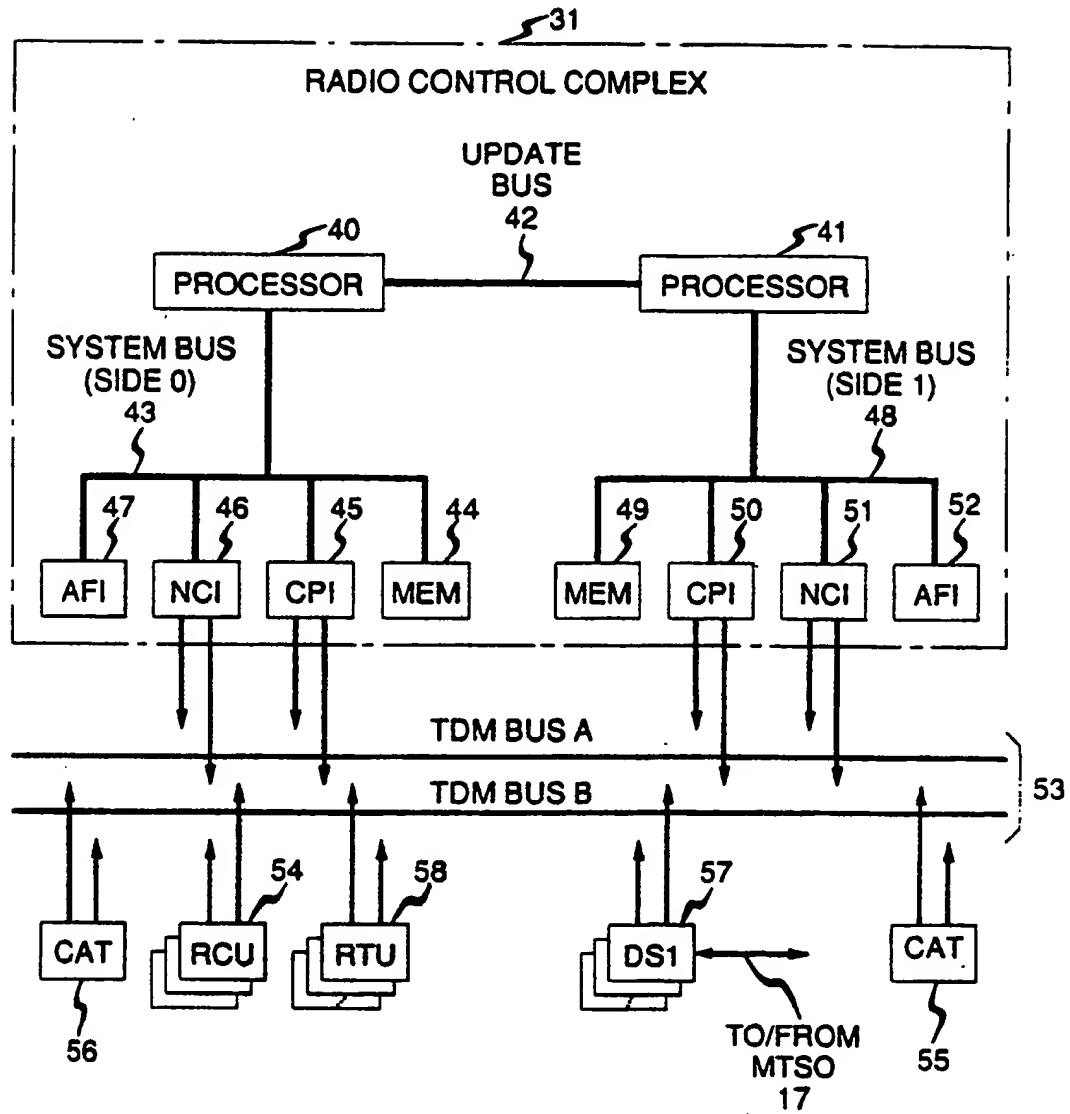 31
RADIO CONTROL COMPLEX
UPDATE
BUS
42
40
41
PROCESSOR
PROCESSOR
SYSTEM BUS
(SIDE 0)
43
SYSTEM BUS
(SIDE 1)
48
47
46
45
44
49
50
51
52
AFI
NCI
CPI
MEM
MEM
CPI
NCI
AFI
TDM BUS A
TDM BUS B
53
54
58
57
CAT
RCU
RTU
DS1
CAT
56
55
TO/FROM
MTSO
17